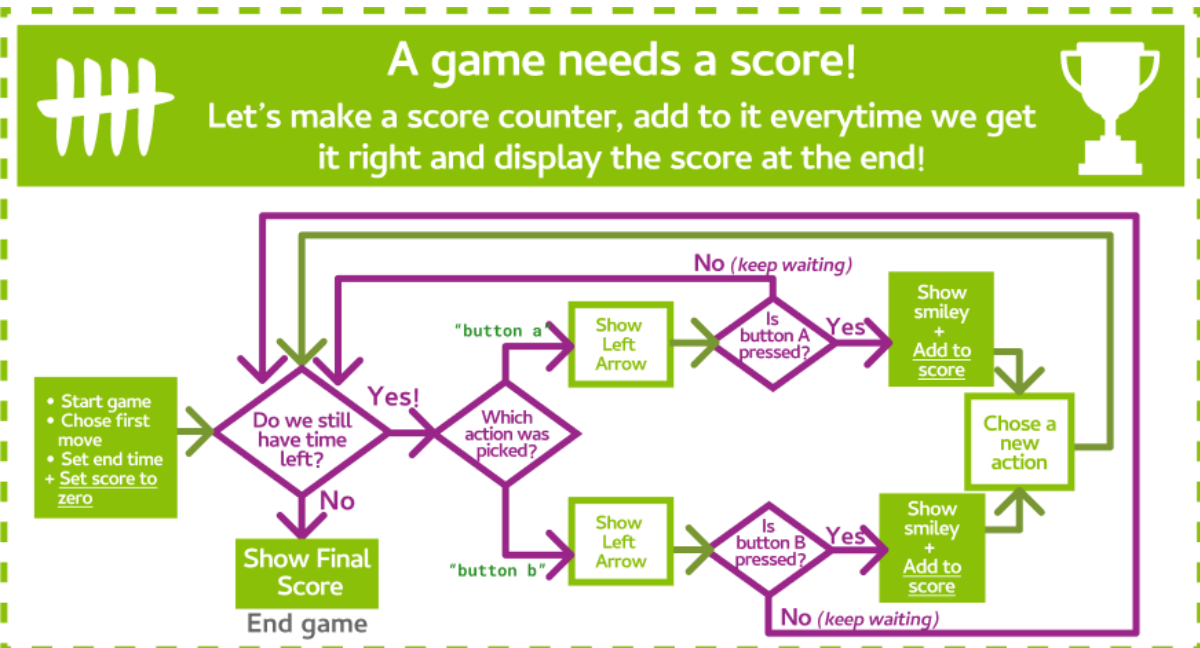 A game needs a score!
Let's make a score counter, add to it everytime we get
it right and display the score at the end!
• Start game
• Chose first
move
• Set end time
+ Set score to
zero
Do we still
have time
left?
Yes!
No
Show Final
Score
End game
Which
action was
picked?
"button a"
Show
Left
Arrow
Is
button A
pressed?
No (keep waiting)
Yes
Show
smiley
+
Add to
score
Chose a
new
action
"button b"
Show
Left
Arrow
Is
button B
pressed?
Yes
No (keep waiting)
Show
smiley
+
Add to
score